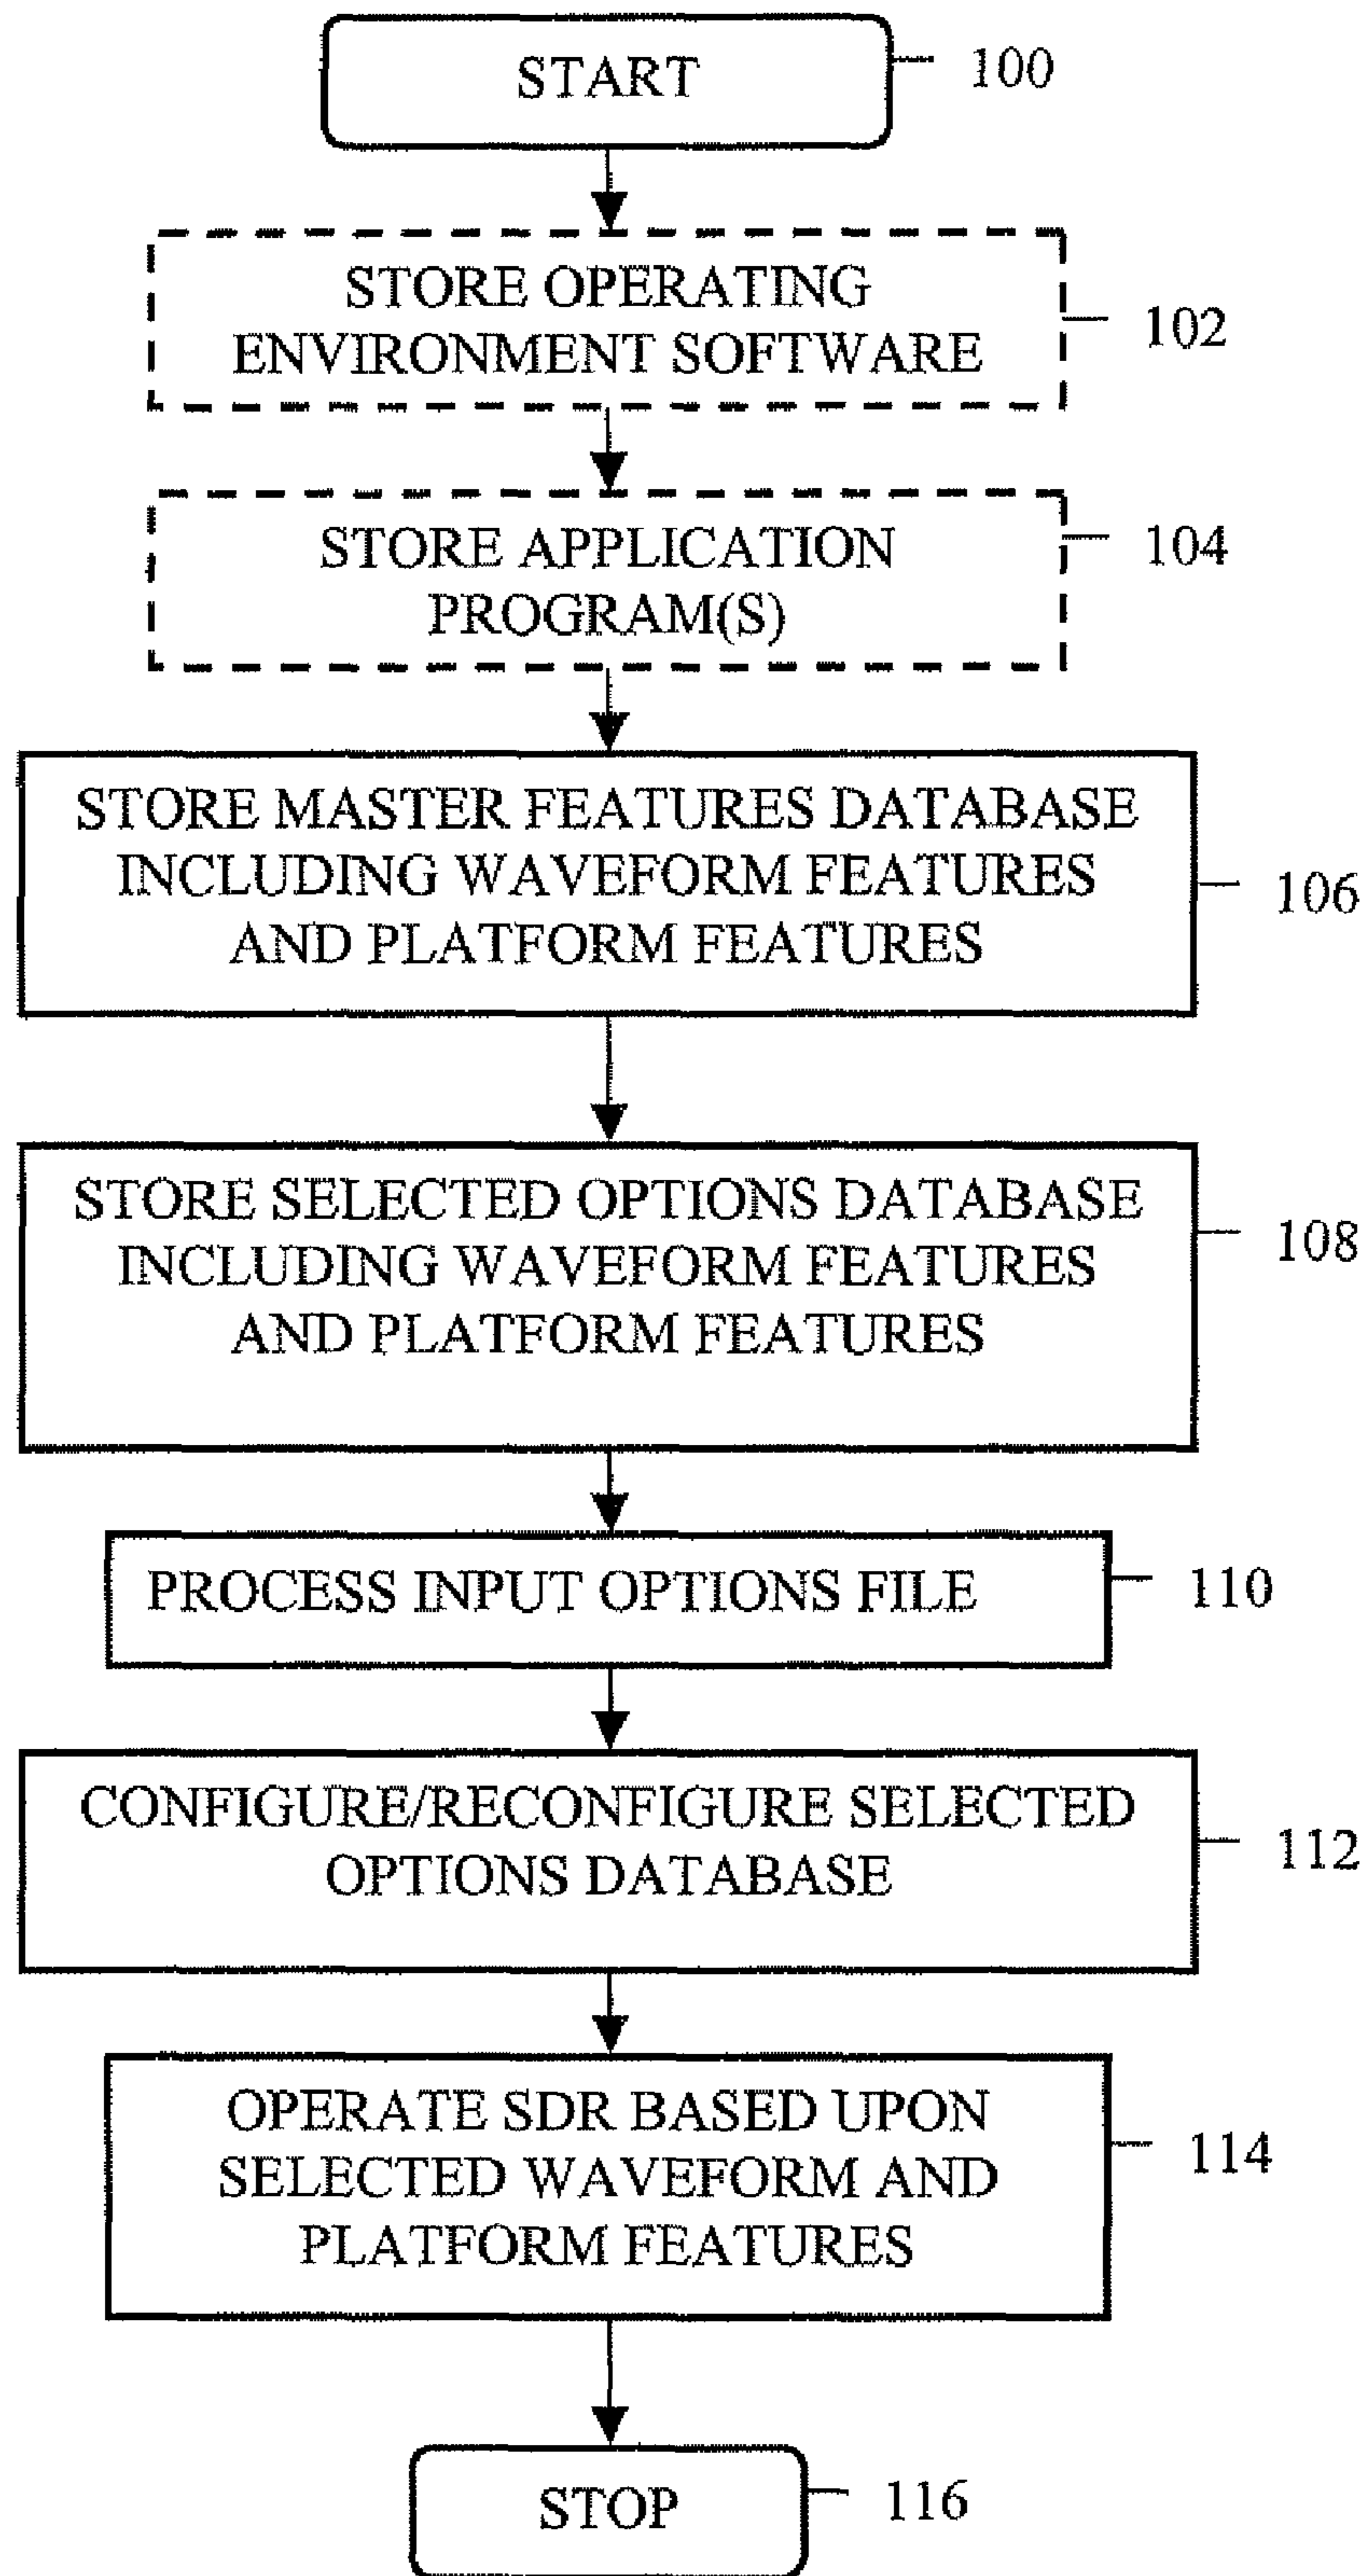 START
100
STORE OPERATING
ENVIRONMENT SOFTWARE
102
STORE APPLICATION
PROGRAM(S)
104
STORE MASTER FEATURES DATABASE
INCLUDING WAVEFORM FEATURES
AND PLATFORM FEATURES
106
STORE SELECTED OPTIONS DATABASE
INCLUDING WAVEFORM FEATURES
AND PLATFORM FEATURES
108
PROCESS INPUT OPTIONS FILE
110
CONFIGURE/RECONFIGURE SELECTED
OPTIONS DATABASE
112
OPERATE SDR BASED UPON
SELECTED WAVEFORM AND
PLATFORM FEATURES
114
STOP
116